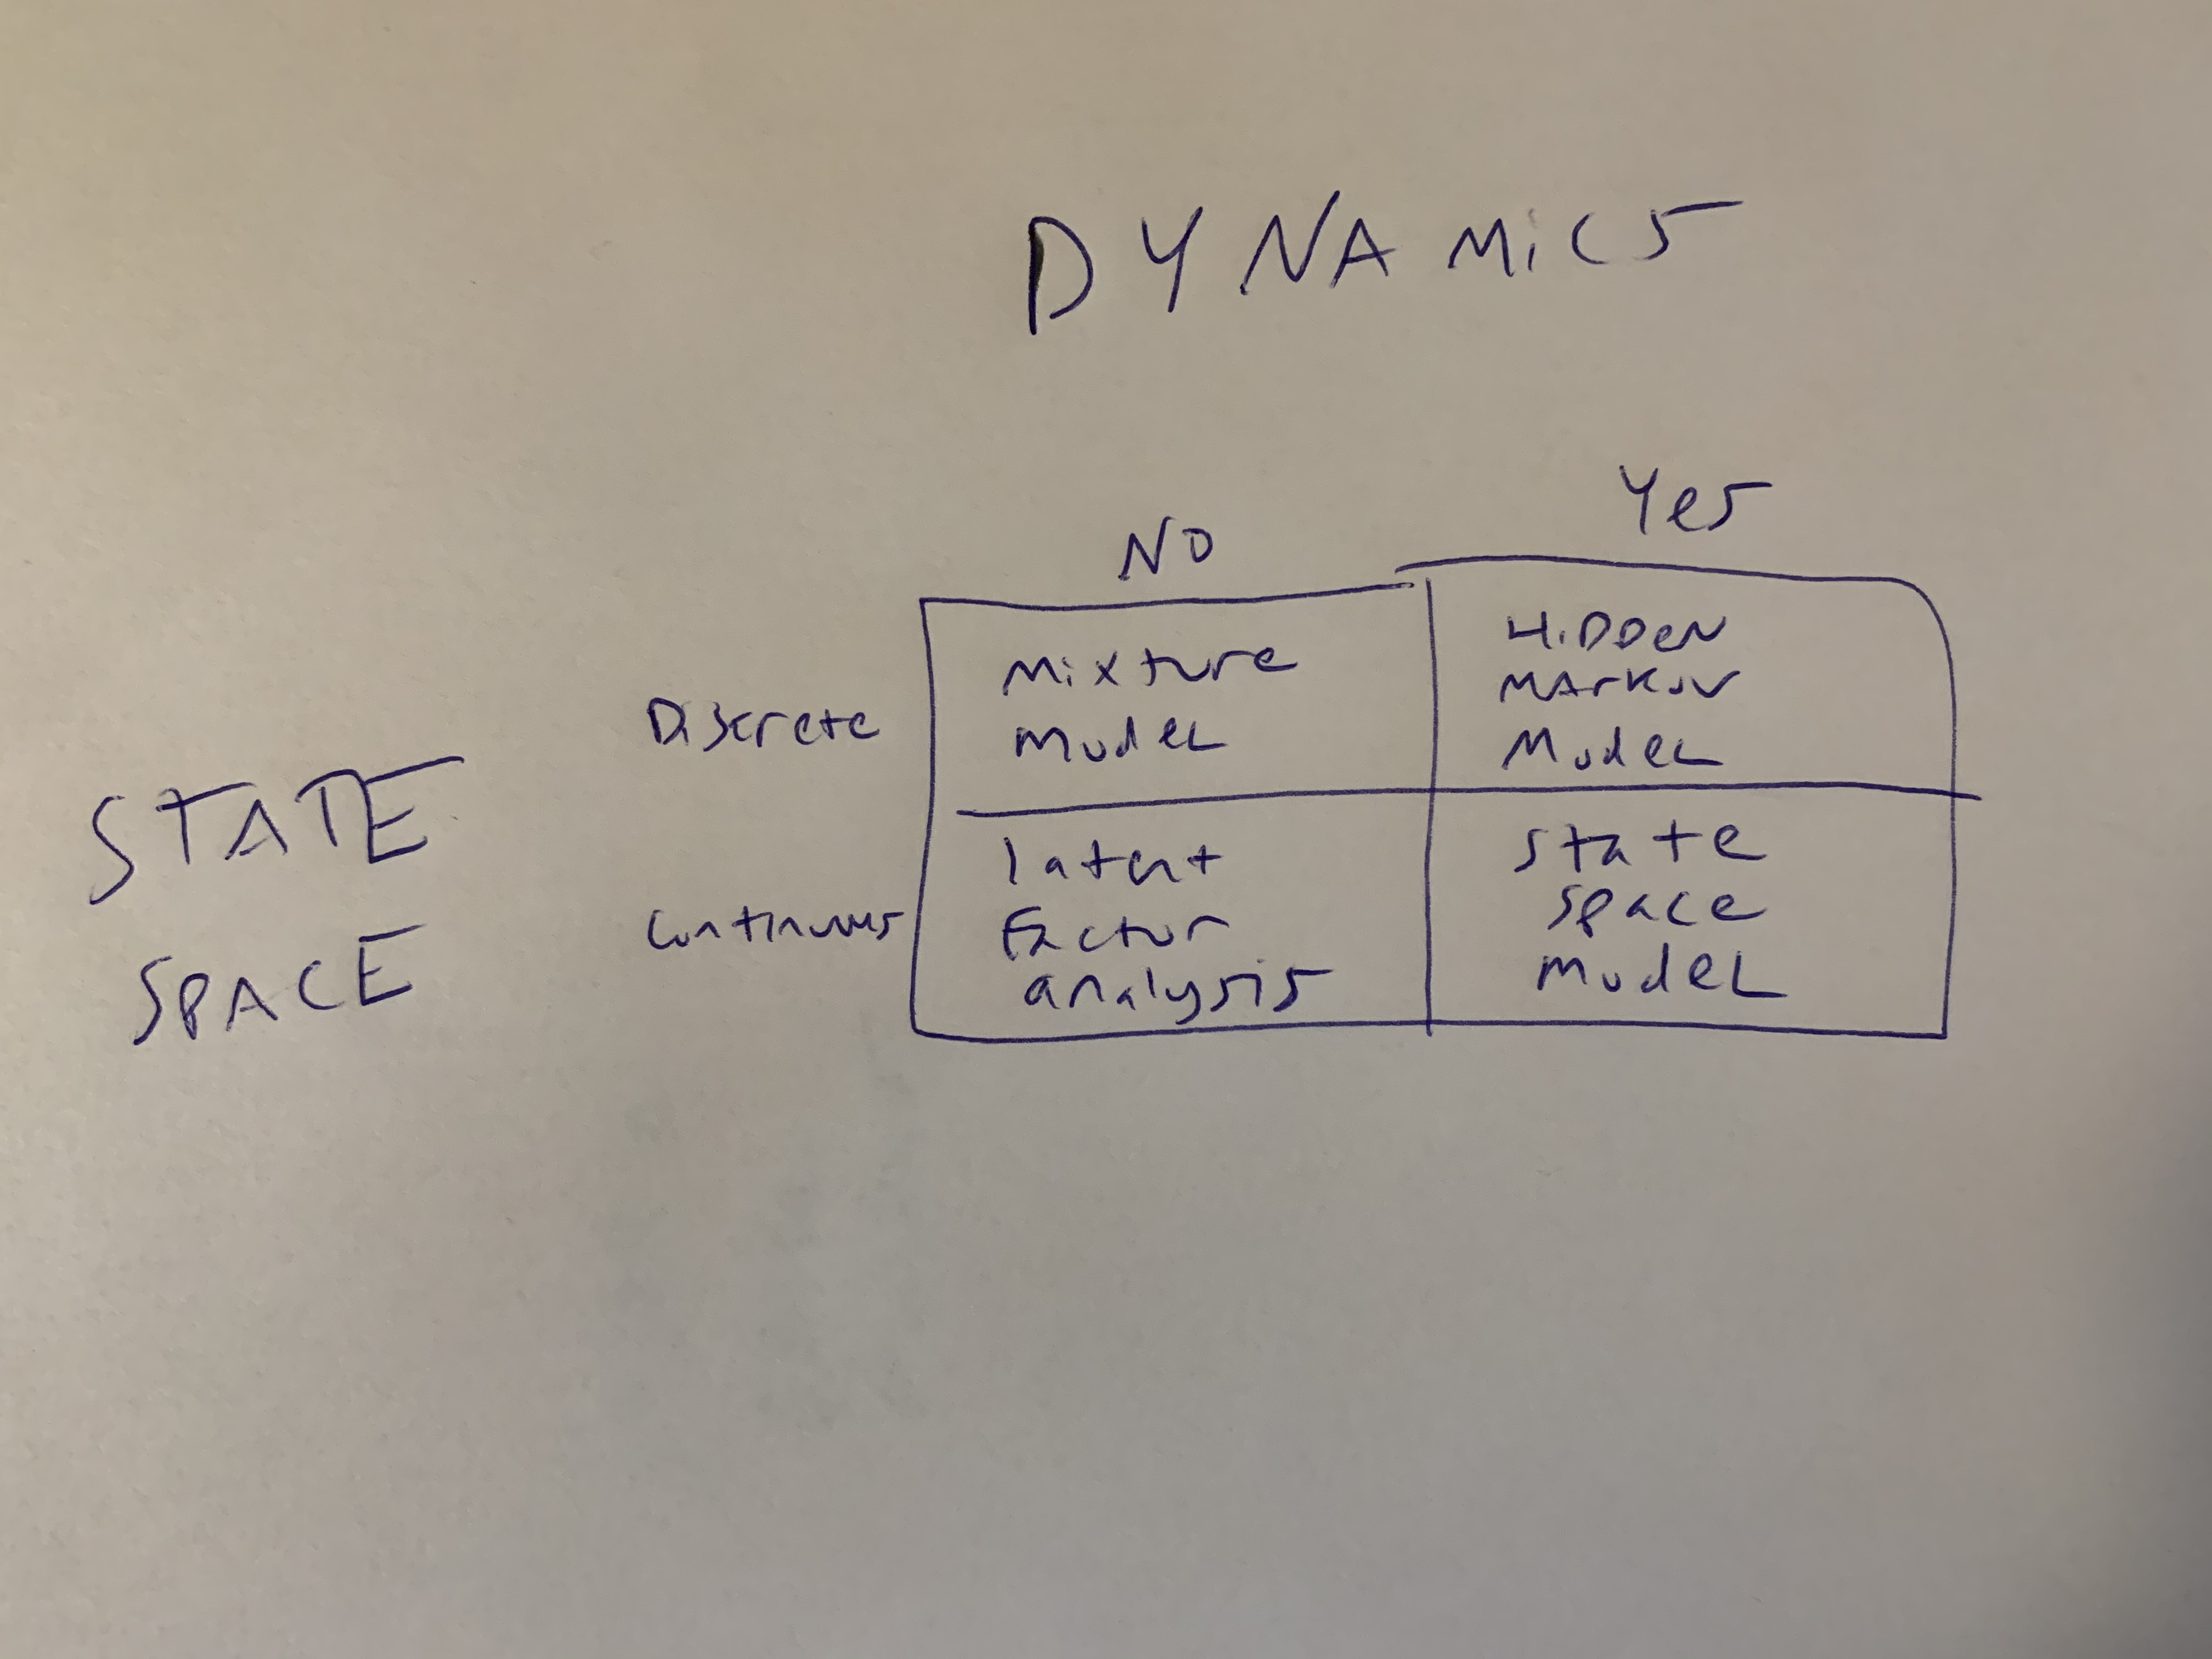 DYNAMiCS
NO
Yes
Discrete
mixture
model
HiDDeN
MArkov
Model
STATE
SPACE
Continuous
latent
Factor
analysis
state
space
model